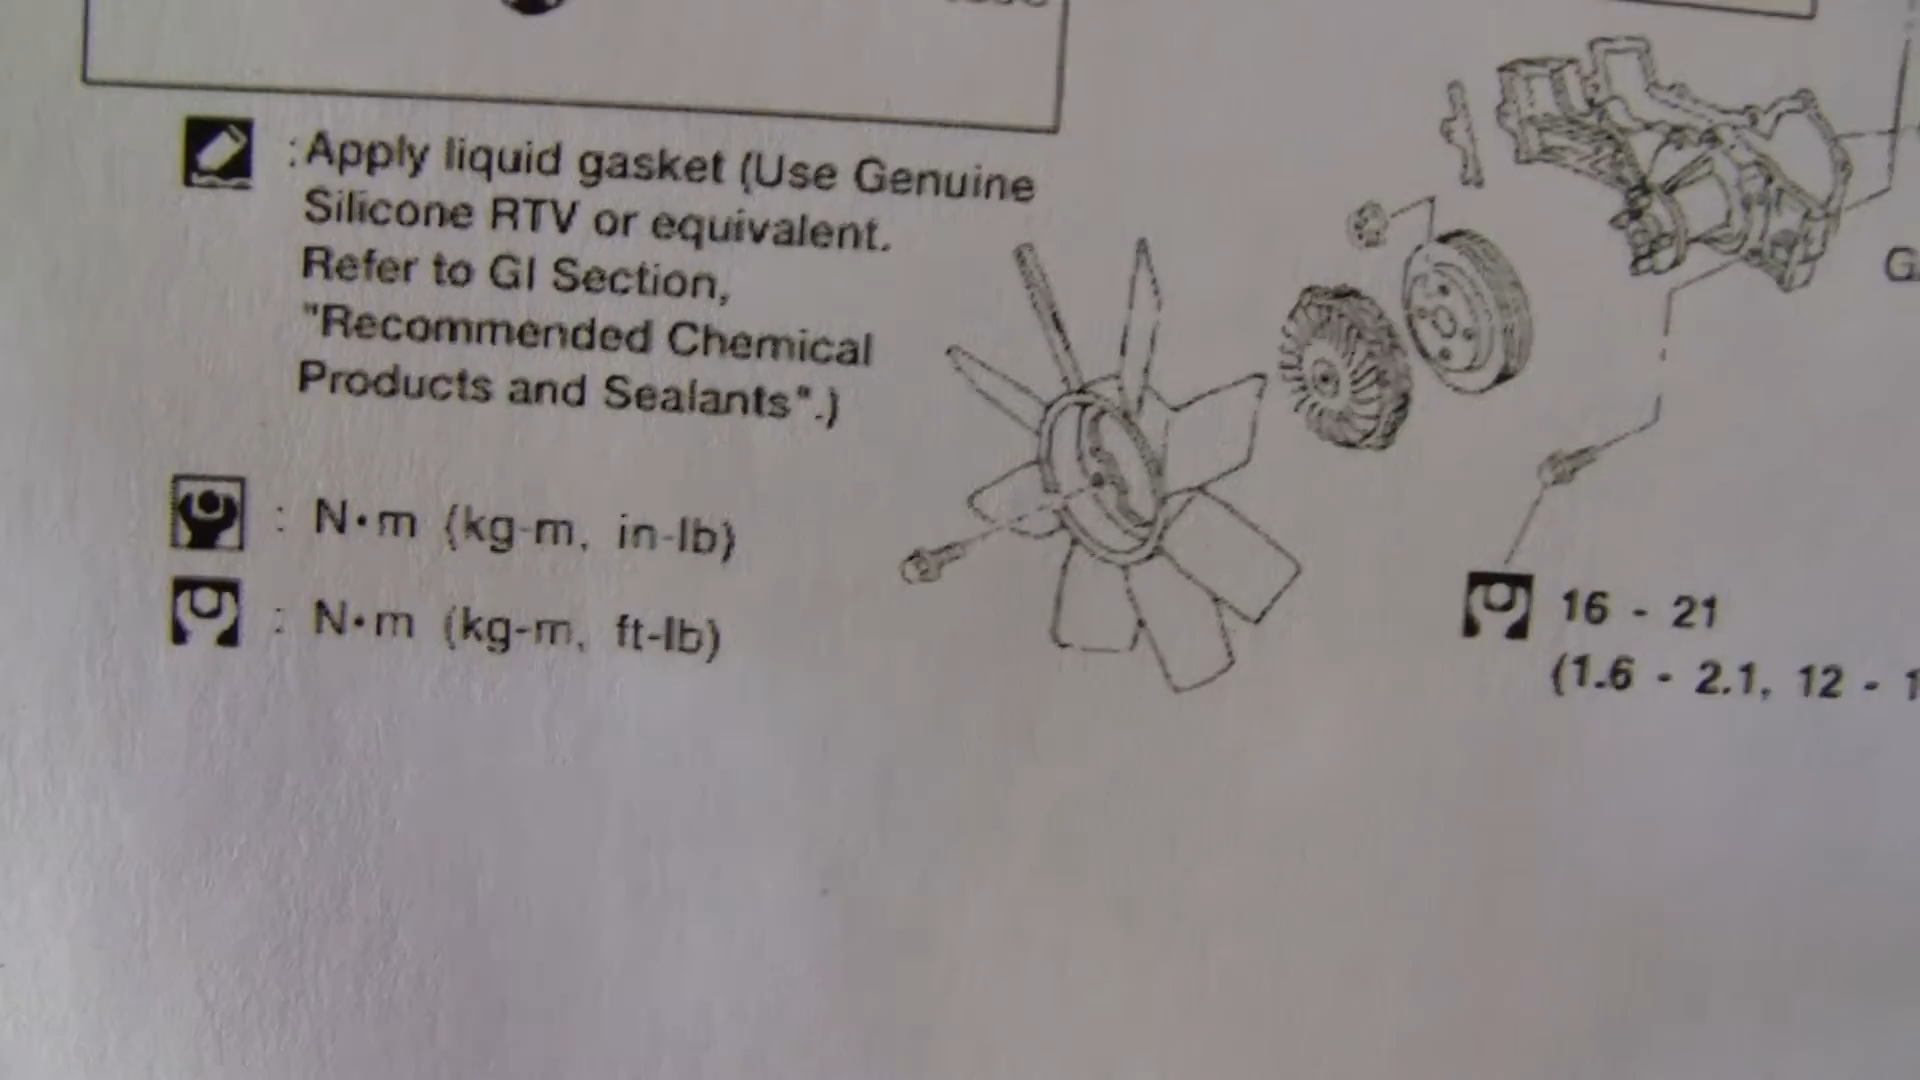 :Apply liquid gasket (Use Genuine
Silicone RTV or equivalent.
Refer to GI Section,
"Recommended Chemical
Products and Sealants".)
: N•m (kg-m, in-lb)
: N•m (kg-m, ft-lb)
16 - 21
(1.6 - 2.1, 12 -